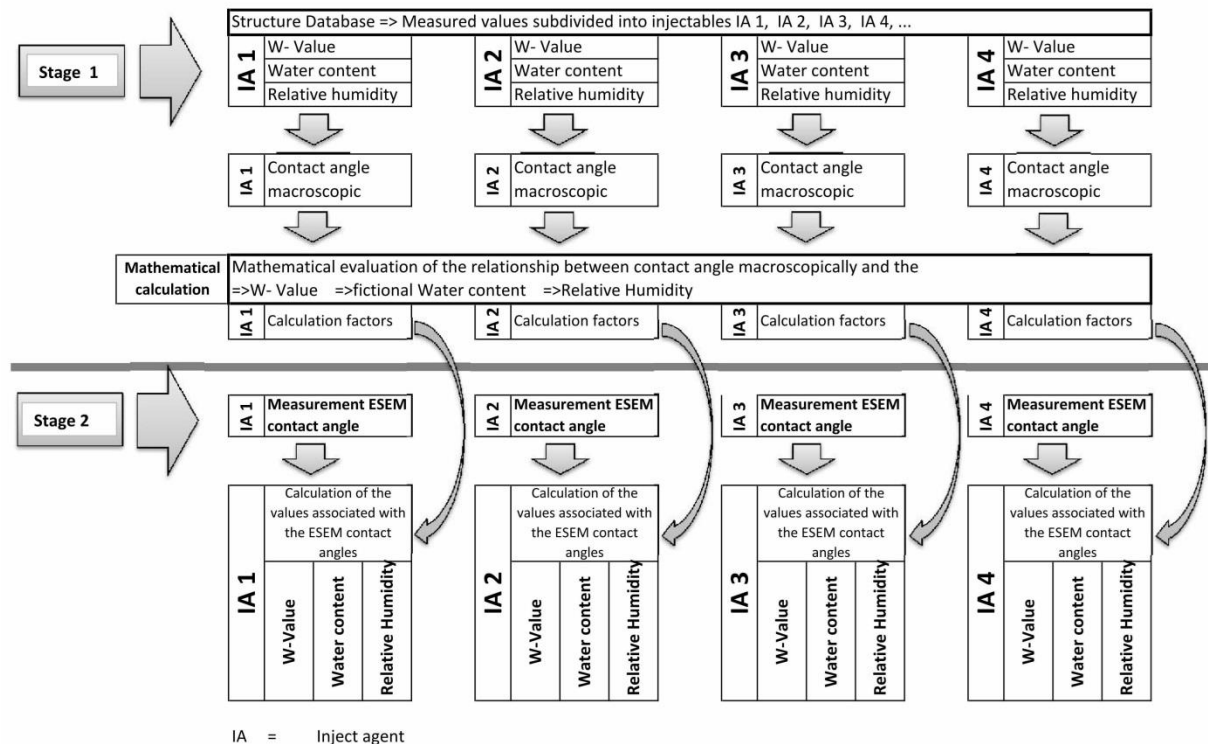 Structure Database => Measured values subdivided into injectables IA 1, IA 2, IA 3, IA 4, ...
Stage 1
IA 1
W- Value
Water content
Relative humidity
IA 2
W- Value
Water content
Relative humidity
IA 3
W- Value
Water content
Relative humidity
IA 4
W- Value
Water content
Relative humidity
IA 1
Contact angle
macroscopic
IA 2
Contact angle
macroscopic
IA 3
Contact angle
macroscopic
IA 4
Contact angle
macroscopic
Mathematical
calculation
Mathematical evaluation of the relationship between contact angle macroscopically and the
=>W- Value =>fictional Water content =>Relative Humidity
IA 1
Calculation factors
IA 2
Calculation factors
IA 3
Calculation factors
IA 4
Calculation factors
Stage 2
IA 1
Measurement ESEM
contact angle
IA 2
Measurement ESEM
contact angle
IA 3
Measurement ESEM
contact angle
IA 4
Measurement ESEM
contact angle
IA 1
Calculation of the
values associated with
the ESEM contact
angles
W-Value
Water content
Relative Humidity
IA 2
Calculation of the
values associated with
the ESEM contact
angles
W-Value
Water content
Relative Humidity
IA 3
Calculation of the
values associated with
the ESEM contact
angles
W-Value
Water content
Relative Humidity
IA 4
Calculation of the
values associated with
the ESEM contact
angles
W-Value
Water content
Relative Humidity
IA = Inject agent